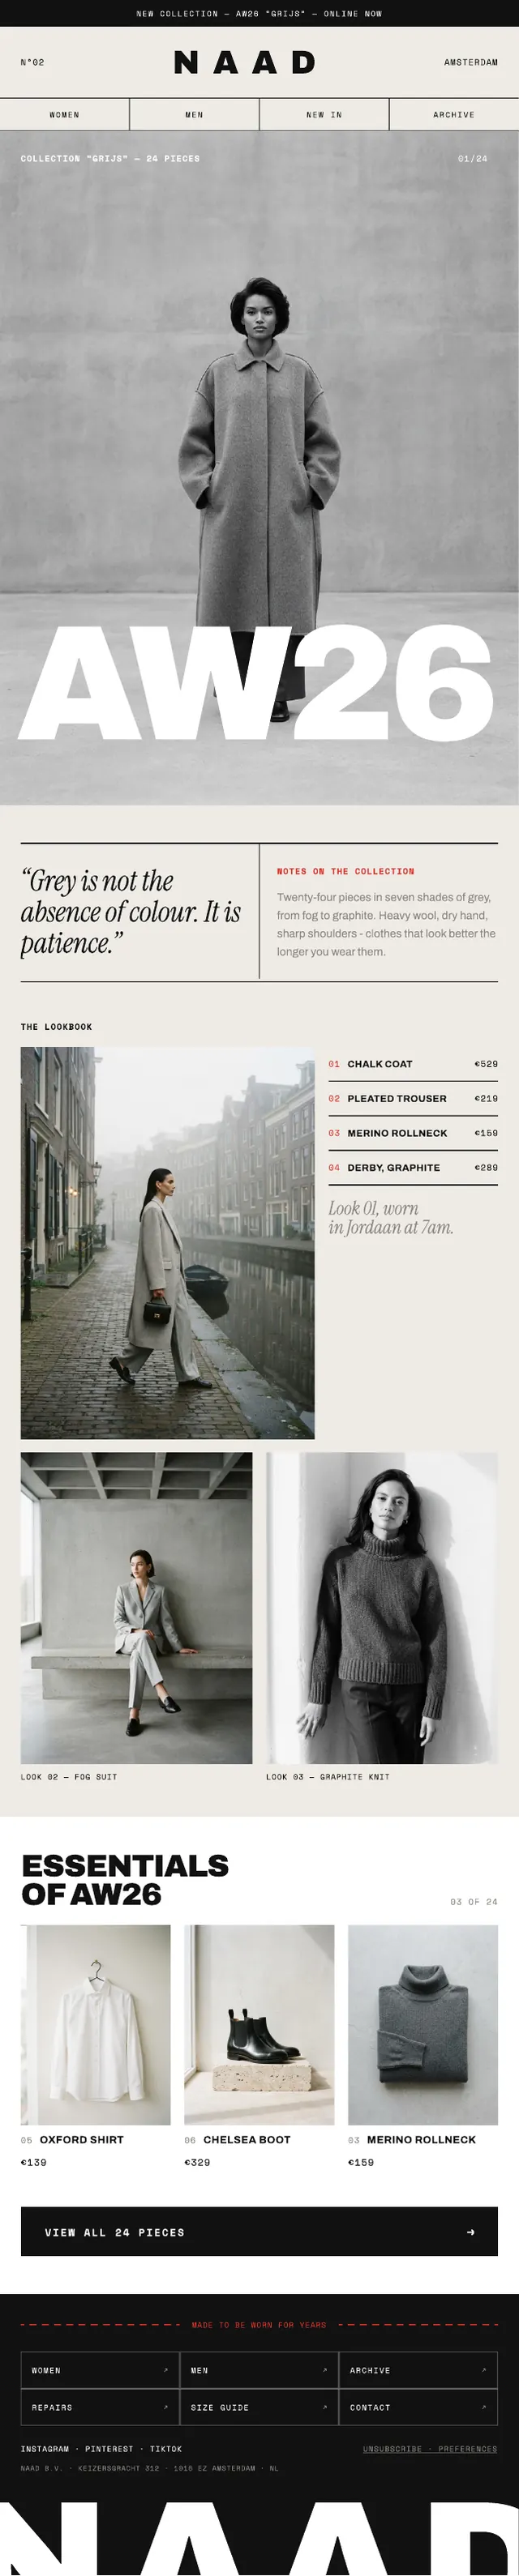 NEW COLLECTION — AW26 "GRIJS" — ONLINE NOW
N°02
NAAD
AMSTERDAM
WOMEN
MEN
NEW IN
ARCHIVE
COLLECTION "GRIJS" — 24 PIECES
01/24
AW26
“Grey is not the
absence of colour. It is
patience.”
NOTES ON THE COLLECTION
Twenty-four pieces in seven shades of grey,
from fog to graphite. Heavy wool, dry hand,
sharp shoulders - clothes that look better the
longer you wear them.
THE LOOKBOOK
01 CHALK COAT €529
02 PLEATED TROUSER €219
03 MERINO ROLLNECK €159
04 DERBY, GRAPHITE €289
Look 01, worn
in Jordaan at 7am.
LOOK 02 — FOG SUIT
LOOK 03 — GRAPHITE KNIT
ESSENTIALS
OF AW26
03 OF 24
05 OXFORD SHIRT
€139
06 CHELSEA BOOT
€329
03 MERINO ROLLNECK
€159
VIEW ALL 24 PIECES →
MADE TO BE WORN FOR YEARS
WOMEN ↗
MEN ↗
ARCHIVE ↗
REPAIRS ↗
SIZE GUIDE ↗
CONTACT ↗
INSTAGRAM · PINTEREST · TIKTOK
UNSUBSCRIBE · PREFERENCES
NAAD B.V. · KEIZERSGRACHT 312 · 1016 EZ AMSTERDAM · NL
NAAD